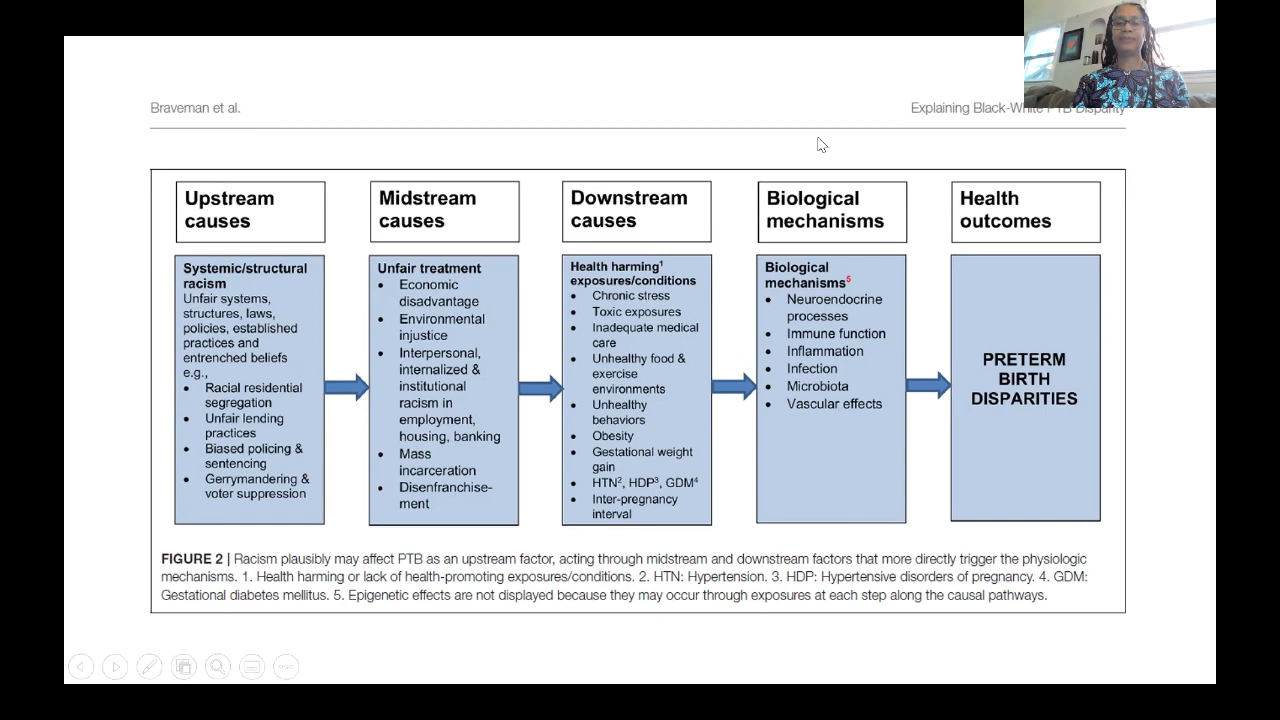 Braveman et al.
Explaining Black-White PTB Disparity
Upstream
causes
Midstream
causes
Downstream
causes
Biological
mechanisms
Health
outcomes
Systemic/structural
racism
Unfair systems,
structures, laws,
policies, established
practices and
entrenched beliefs
e.g.,
• Racial residential
segregation
• Unfair lending
practices
• Biased policing &
sentencing
• Gerrymandering &
voter suppression
Unfair treatment
• Economic
disadvantage
• Environmental
injustice
• Interpersonal,
internalized &
institutional
racism in
employment,
housing, banking
• Mass
incarceration
• Disenfranchise-
ment
Health harming¹
exposures/conditions
• Chronic stress
• Toxic exposures
• Inadequate medical
care
• Unhealthy food &
exercise
environments
• Unhealthy
behaviors
• Obesity
• Gestational weight
gain
• HTN², HDP³, GDM⁴
• Inter-pregnancy
interval
Biological
mechanisms⁵
• Neuroendocrine
processes
• Immune function
• Inflammation
• Infection
• Microbiota
• Vascular effects
PRETERM
BIRTH
DISPARITIES
FIGURE 2 | Racism plausibly may affect PTB as an upstream factor, acting through midstream and downstream factors that more directly trigger the physiologic
mechanisms. 1. Health harming or lack of health-promoting exposures/conditions. 2. HTN: Hypertension. 3. HDP: Hypertensive disorders of pregnancy. 4. GDM:
Gestational diabetes mellitus. 5. Epigenetic effects are not displayed because they may occur through exposures at each step along the causal pathways.